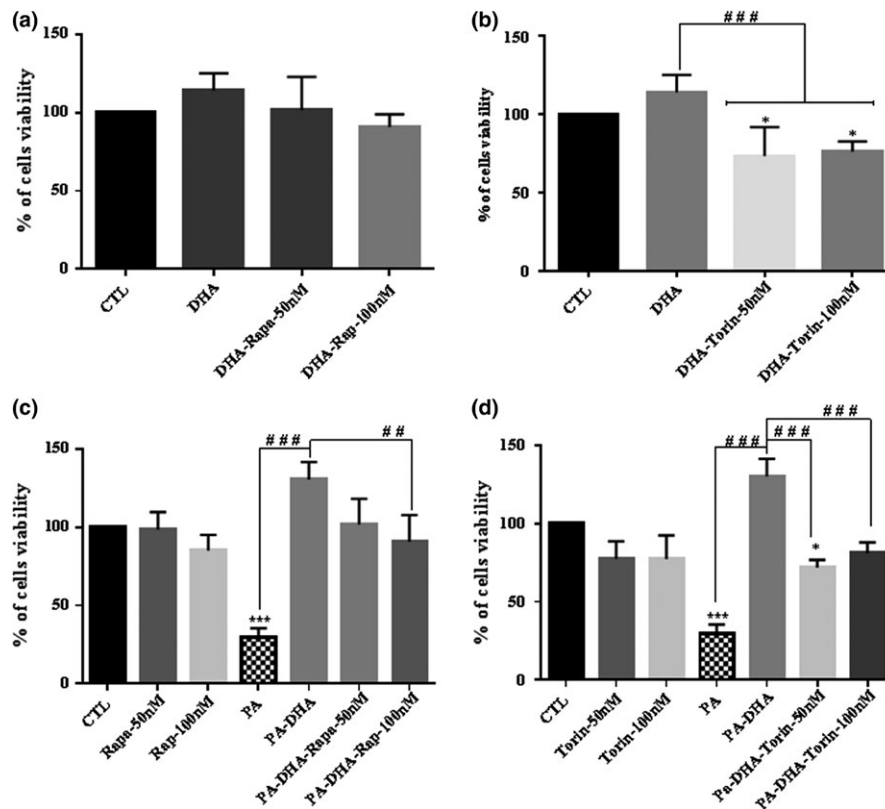 (a)
% of cells viability
150
100
50
0
CTL
DHA
DHA-Rapa-50nM
DHA-Rap-100nM
(b)
% of cells viability
150
100
50
0
###
*
*
CTL
DHA
DHA-Torin-50nM
DHA-Torin-100nM
(c)
% of cells viability
150
100
50
0
###
##
***
CTL
Rapa-50nM
Rap-100nM
PA
PA-DHA
PA-DHA-Rapa-50nM
PA-DHA-Rap-100nM
(d)
% of cells viability
150
100
50
0
###
###
###
***
*
CTL
Torin-50nM
Torin-100nM
PA
PA-DHA
Pa-DHA-Torin-50nM
PA-DHA-Torin-100nM